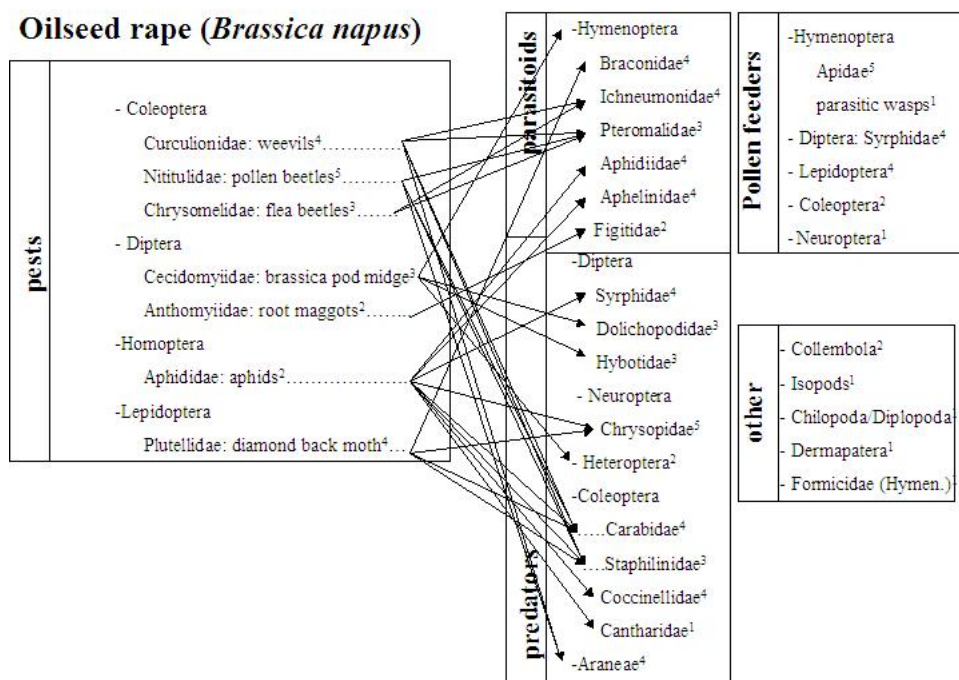 Oilseed rape (Brassica napus)
pests
- Coleoptera
Curculionidae: weevils⁴
Nititulidae: pollen beetles⁵
Chrysomelidae: flea beetles³
- Diptera
Cecidomyiidae: brassica pod midge³
Anthomyiidae: root maggots²
-Homoptera
Aphididae: aphids²
-Lepidoptera
Plutellidae: diamond back moth⁴
parasitoids
-Hymenoptera
Braconidae⁴
Ichneumonidae⁴
Pteromalidae³
Aphidiidae⁴
Aphelinidae⁴
Figitidae²
predators
-Diptera
Syrphidae⁴
Dolichopodidae³
Hybotidae³
- Neuroptera
Chrysopidae⁵
- Heteroptera²
-Coleoptera
Carabidae⁴
Staphilinidae³
Coccinellidae⁴
Cantharidae¹
-Araneae⁴
Pollen feeders
-Hymenoptera
Apidae⁵
parasitic wasps¹
- Diptera: Syrphidae⁴
- Lepidoptera⁴
- Coleoptera²
-Neuroptera¹
other
- Collembola²
- Isopods¹
- Chilopoda/Diplopoda¹
- Dermapatera¹
- Formicidae (Hymen.)